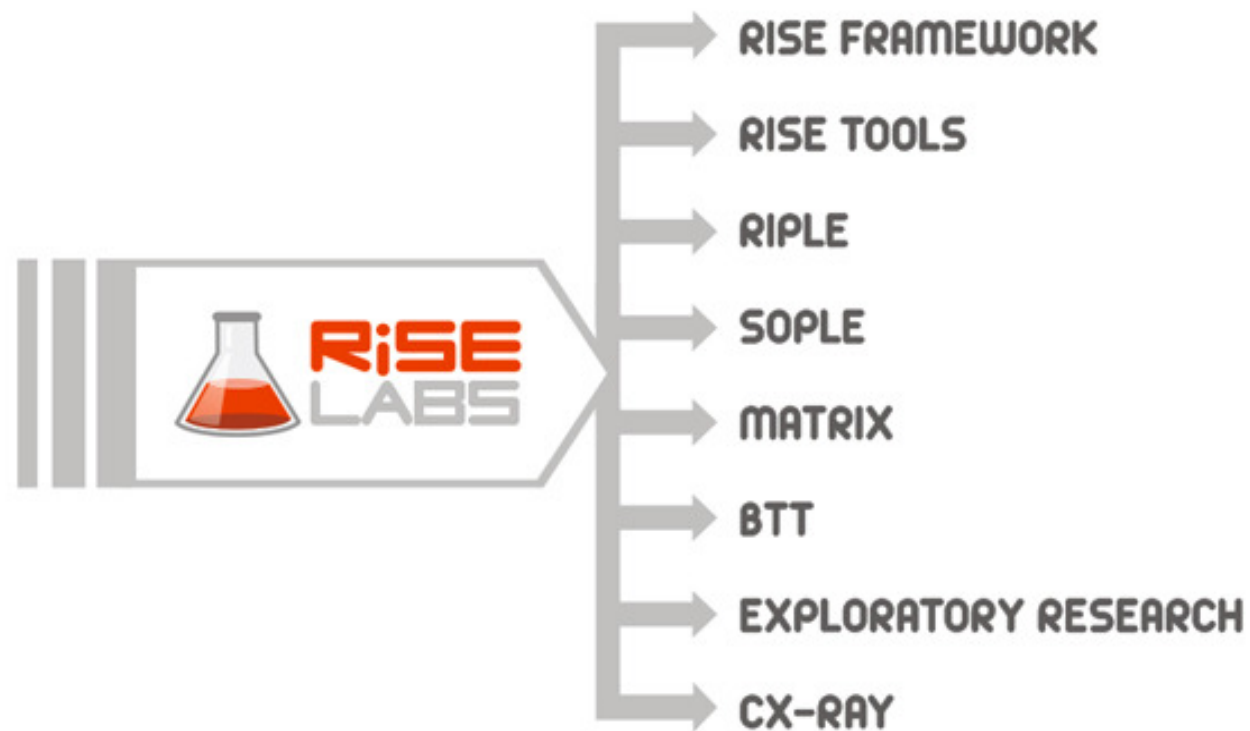 RiSE
LABS
RISE FRAMEWORK
RISE TOOLS
RIPLE
SOPLE
MATRIX
BTT
EXPLORATORY RESEARCH
CX-RAY